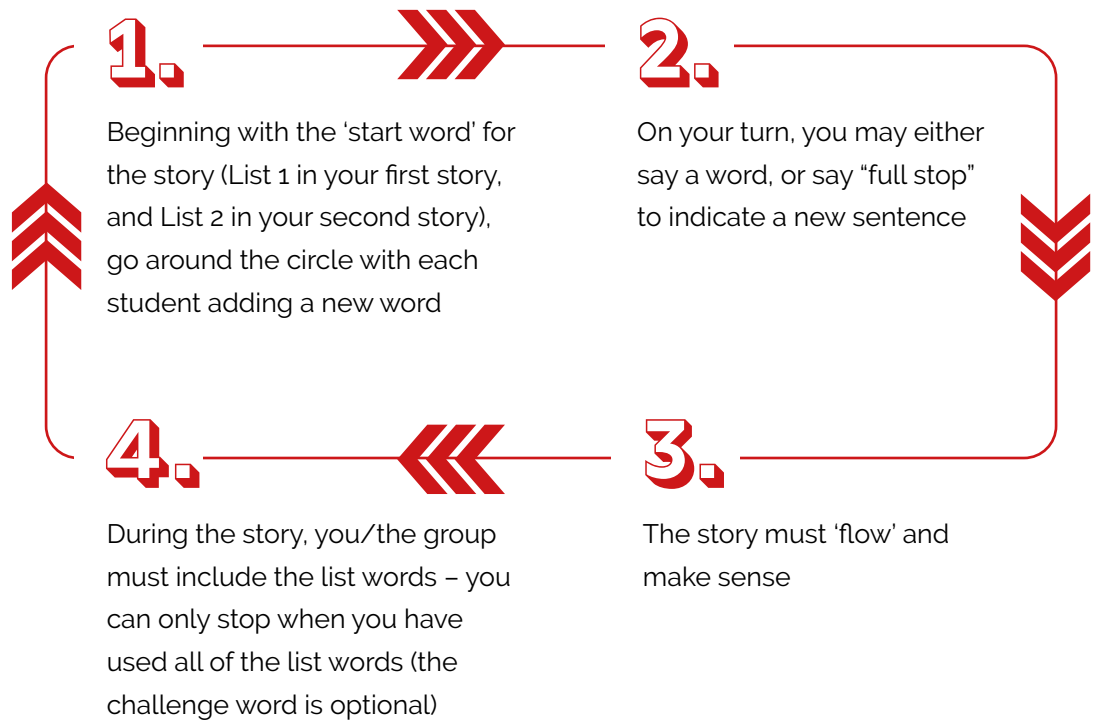 1.
Beginning with the ‘start word’ for
the story (List 1 in your first story,
and List 2 in your second story),
go around the circle with each
student adding a new word
2.
On your turn, you may either
say a word, or say “full stop”
to indicate a new sentence
3.
The story must ‘flow’ and
make sense
4.
During the story, you/the group
must include the list words – you
can only stop when you have
used all of the list words (the
challenge word is optional)